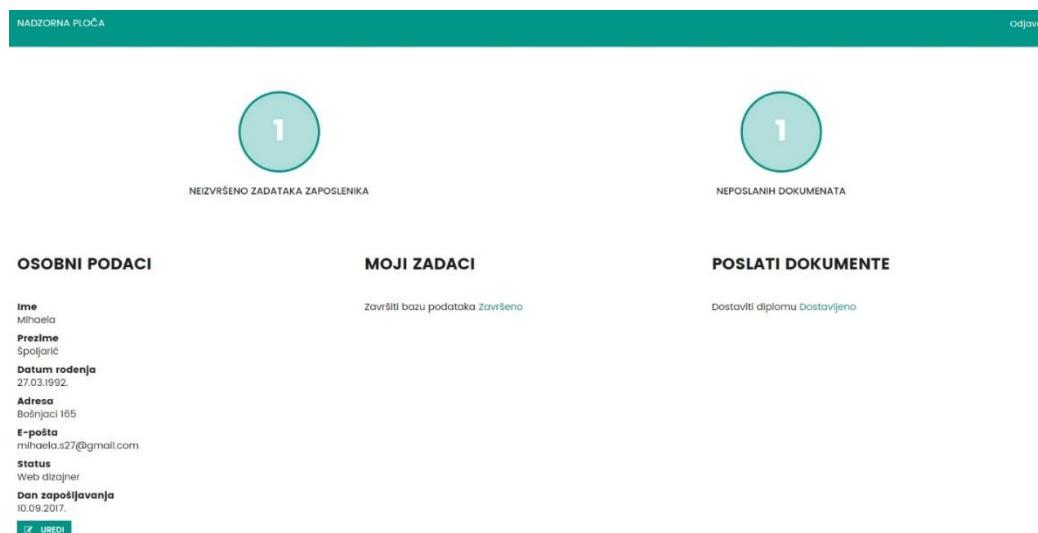 NADZORNA PLOČA
Odjava
1
1
NEIZVRŠENO ZADATAKA ZAPOSLENIKA
NEPOSLANIH DOKUMENATA
OSOBNI PODACI
Ime
Mihaela
Prezime
Špoljarić
Datum rođenja
27.03.1992.
Adresa
Bošnjaci 165
E-pošta
mihaela.s27@gmail.com
Status
Web dizajner
Dan zapošljavanja
10.09.2017.
UREDI
MOJI ZADACI
Završiti bazu podataka Završeno
POSLATI DOKUMENTE
Dostaviti diplomu Dostavljeno